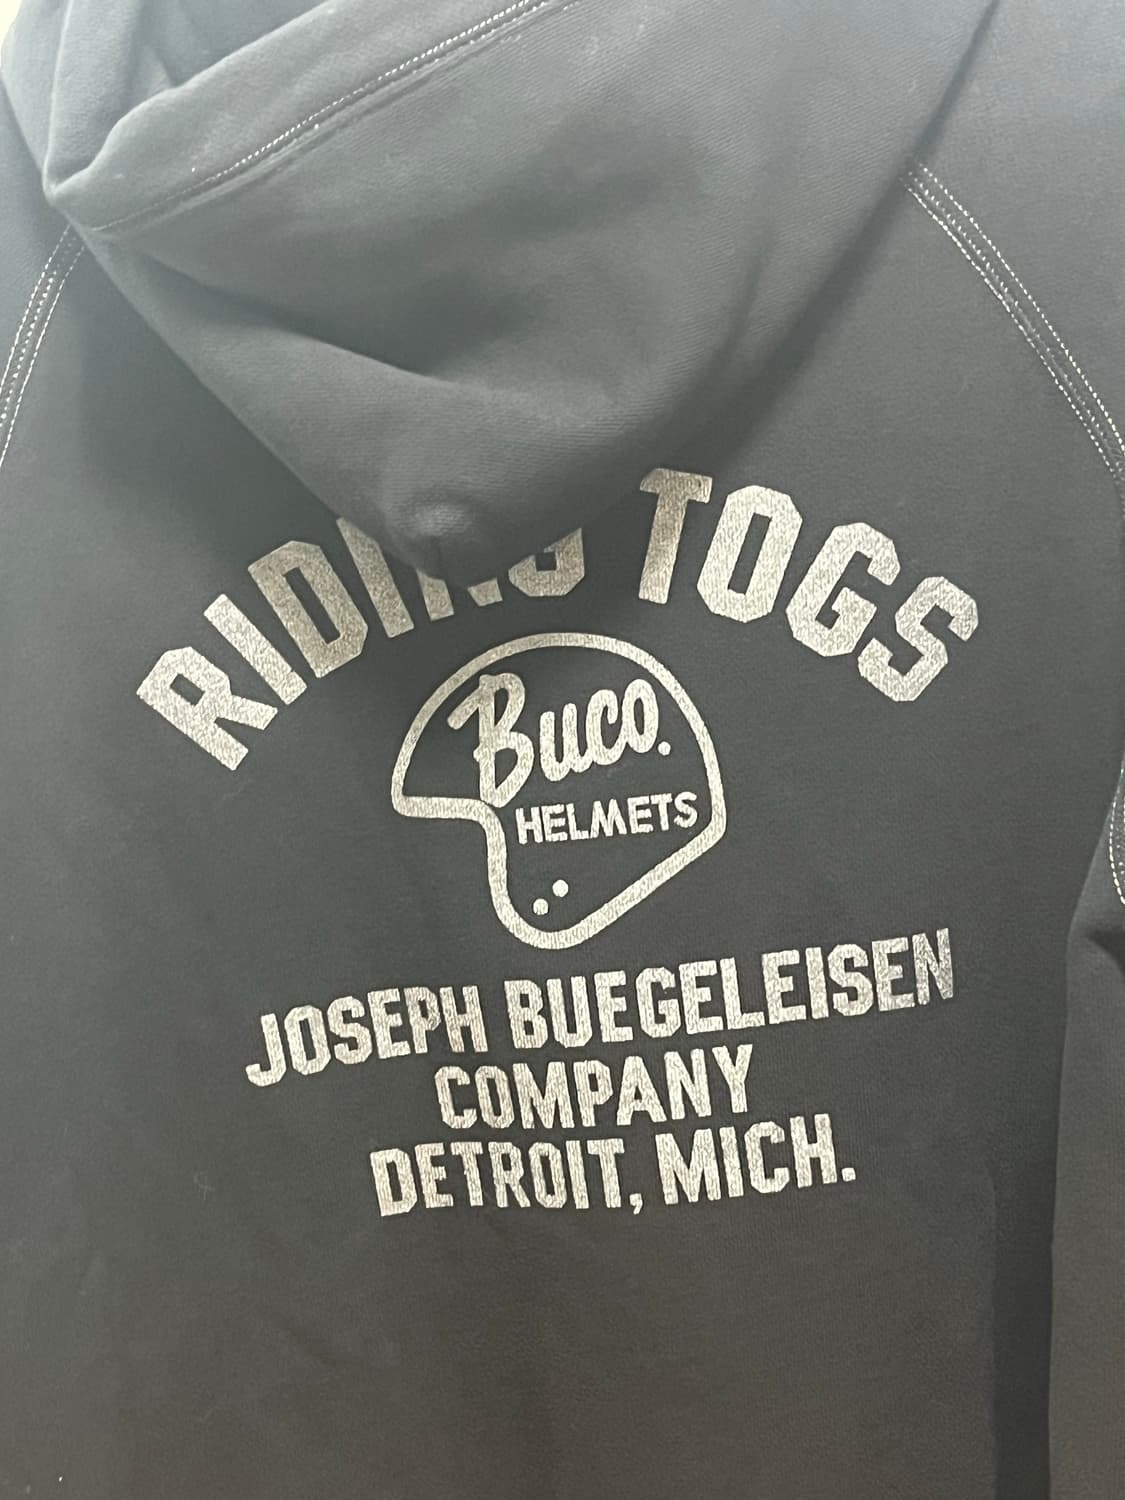 RIDING TOGS
Buco.
HELMETS
JOSEPH BUEGELEISEN
COMPANY
DETROIT, MICH.